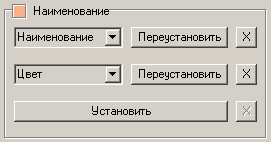 Наименование
Наименование Переустановить X
Цвет Переустановить X
Установить X